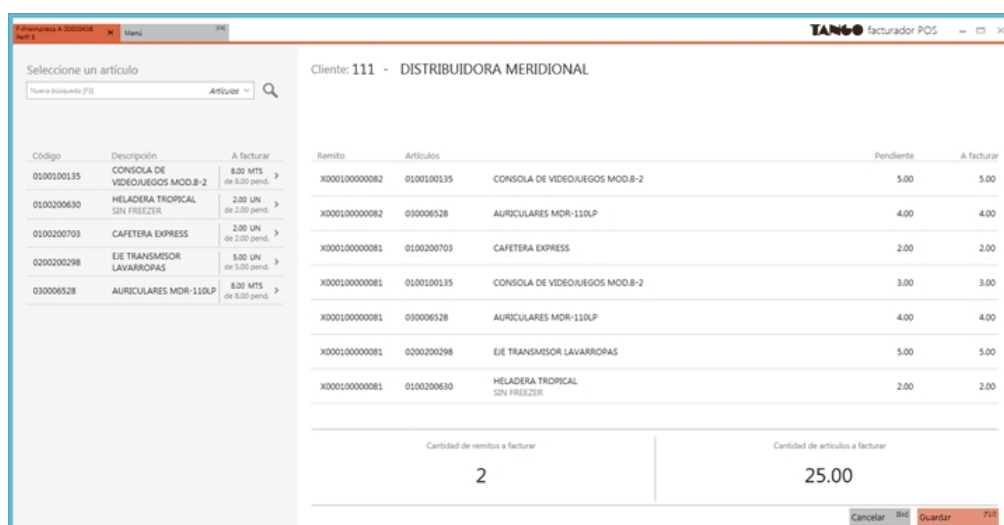 F-Preimpresa A 00000438
Perfil 8
Menú
TANGO facturador POS
Seleccione un artículo
Nueva búsqueda [F3] Artículos
Cliente: 111 - DISTRIBUIDORA MERIDIONAL
Código Descripción A facturar
0100100135 CONSOLA DE VIDEOJUEGOS MOD.B-2 8.00 MTS de 8.00 pend.
0100200630 HELADERA TROPICAL SIN FREEZER 2.00 UN de 2.00 pend.
0100200703 CAFETERA EXPRESS 2.00 UN de 2.00 pend.
0200200298 EJE TRANSMISOR LAVARROPAS 5.00 UN de 5.00 pend.
030006528 AURICULARES MDR-110LP 8.00 MTS de 8.00 pend.
Remito Artículos Pendiente A facturar
X000100000082 0100100135 CONSOLA DE VIDEOJUEGOS MOD.B-2 5.00 5.00
X000100000082 030006528 AURICULARES MDR-110LP 4.00 4.00
X000100000081 0100200703 CAFETERA EXPRESS 2.00 2.00
X000100000081 0100100135 CONSOLA DE VIDEOJUEGOS MOD.B-2 3.00 3.00
X000100000081 030006528 AURICULARES MDR-110LP 4.00 4.00
X000100000081 0200200298 EJE TRANSMISOR LAVARROPAS 5.00 5.00
X000100000081 0100200630 HELADERA TROPICAL 2.00 2.00
SIN FREEZER
Cantidad de remitos a facturar Cantidad de artículos a facturar
2 25.00
Cancelar [Esc] Guardar